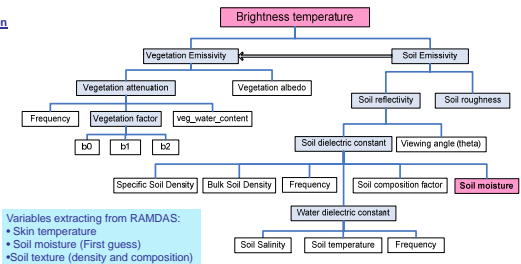 n
Brightness temperature
Vegetation Emissivity
Soil Emissivity
Vegetation attenuation
Vegetation albedo
Soil reflectivity
Soil roughness
Frequency
Vegetation factor
veg_water_content
b0
b1
b2
Soil dielectric constant
Viewing angle (theta)
Specific Soil Density
Bulk Soil Density
Frequency
Soil composition factor
Soil moisture
Water dielectric constant
Soil Salinity
Soil temperature
Frequency
Variables extracting from RAMDAS:
• Skin temperature
• Soil moisture (First guess)
•Soil texture (density and composition)